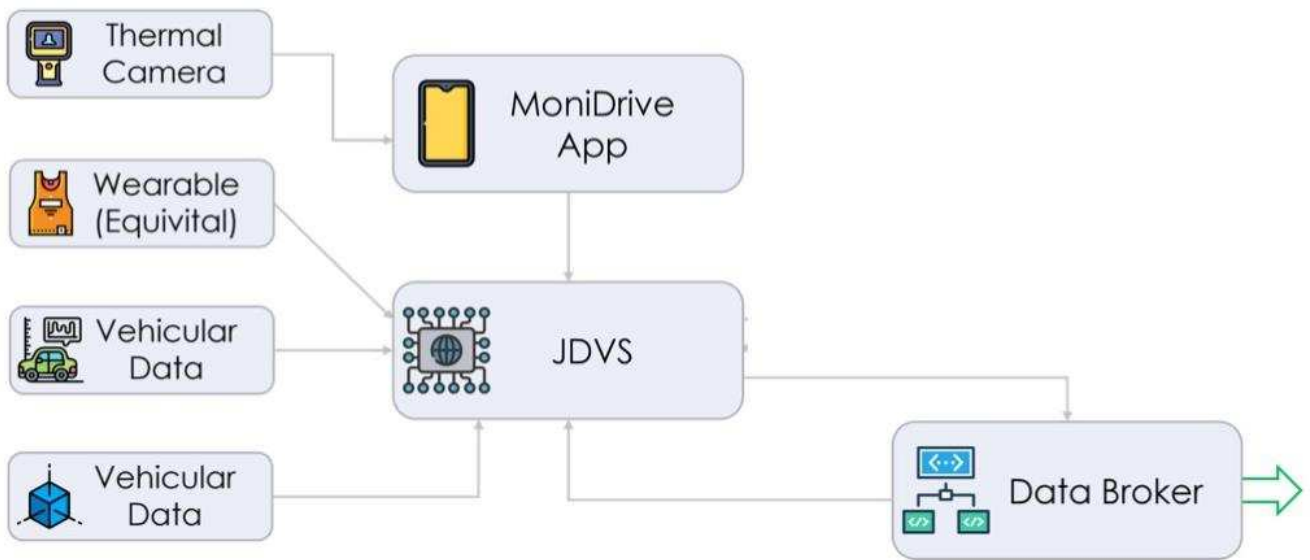 Thermal
Camera
MoniDrive
App
Wearable
(Equivital)
Vehicular
Data
JDVS
Vehicular
Data
Data Broker